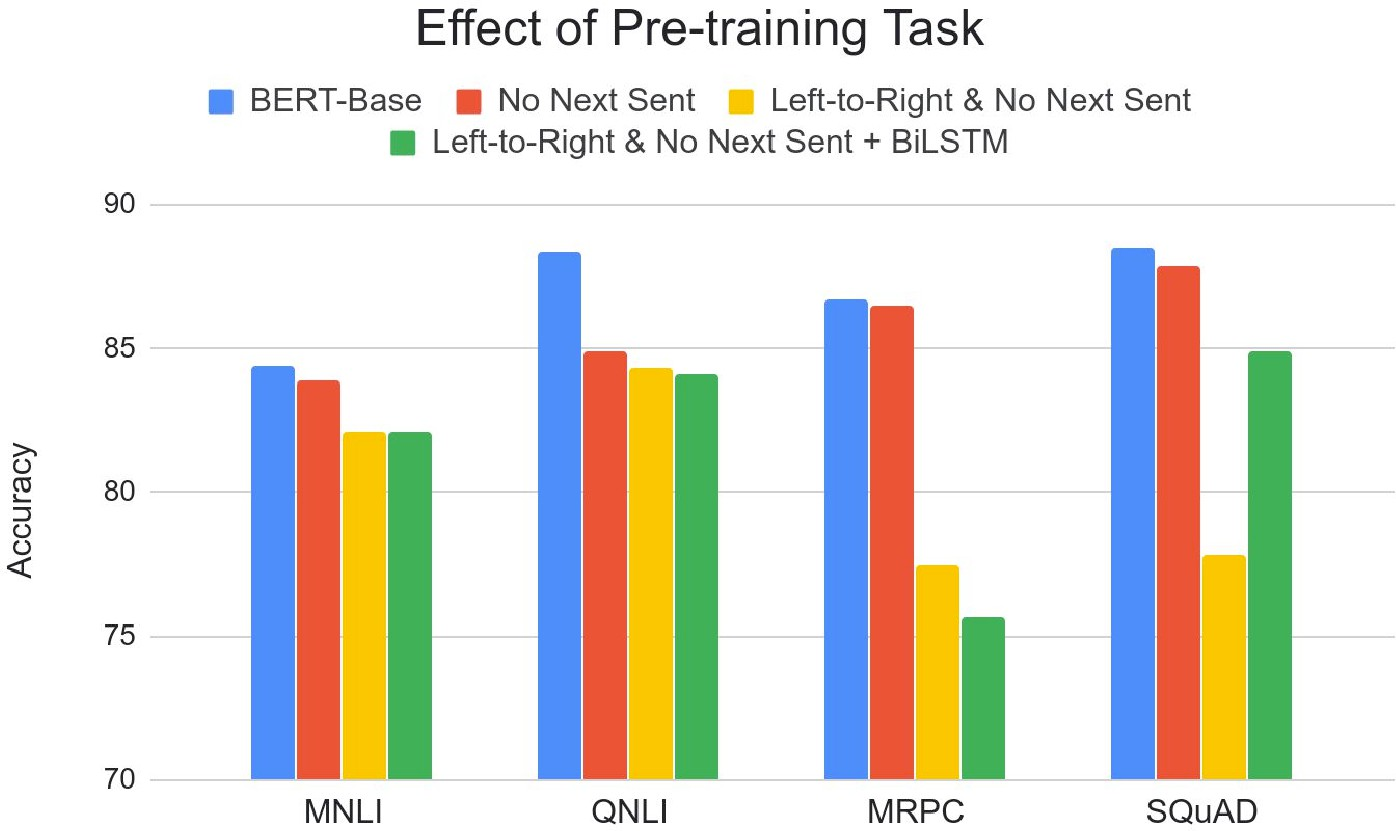 Effect of Pre-training Task
BERT-Base No Next Sent Left-to-Right & No Next Sent
Left-to-Right & No Next Sent + BiLSTM
90
85
80
75
70
Accuracy
MNLI QNLI MRPC SQuAD